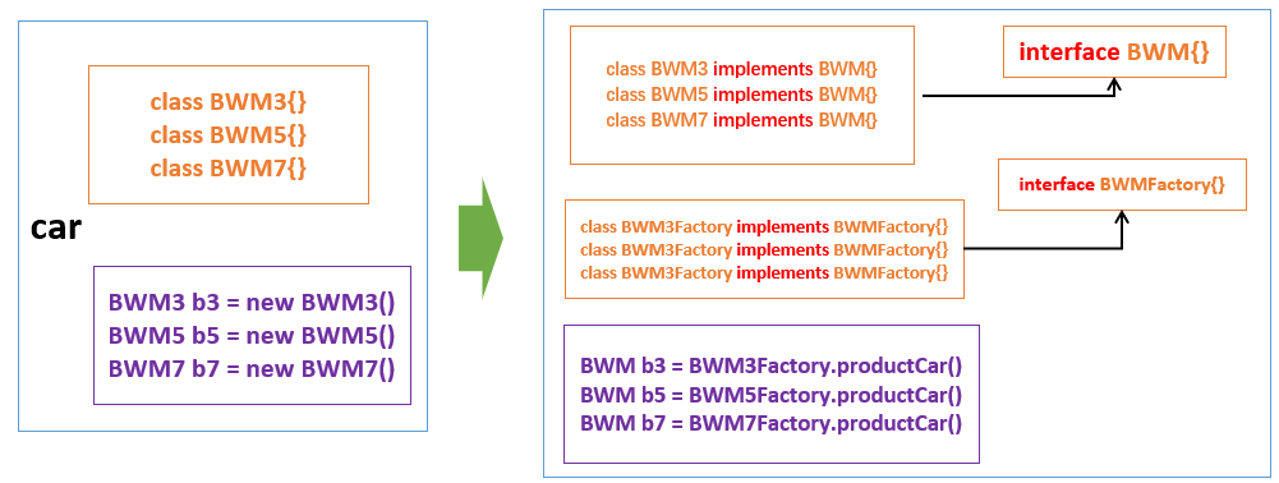 car
class BWM3{}
class BWM5{}
class BWM7{}
BWM3 b3 = new BWM3()
BWM5 b5 = new BWM5()
BWM7 b7 = new BWM7()
class BWM3 implements BWM{}
class BWM5 implements BWM{}
class BWM7 implements BWM{}
interface BWM{}
class BWM3Factory implements BWMFactory{}
class BWM3Factory implements BWMFactory{}
class BWM3Factory implements BWMFactory{}
interface BWMFactory{}
BWM b3 = BWM3Factory.productCar()
BWM b5 = BWM5Factory.productCar()
BWM b7 = BWM7Factory.productCar()